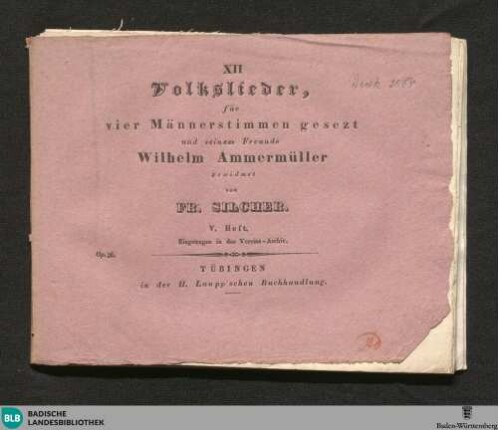 XII
Volkslieder,
für
vier Männerstimmen gesezt
und seinem Freunde
Wilhelm Ammermüller
gewidmet
von
FR. SILCHER.
V. Heft.
Eingetragen in das Vereins-Archiv.
Op. 26.
TÜBINGEN
in der H. Laupp'schen Buchhandlung.
BLB
BADISCHE
LANDESBIBLIOTHEK
Baden-Württemberg